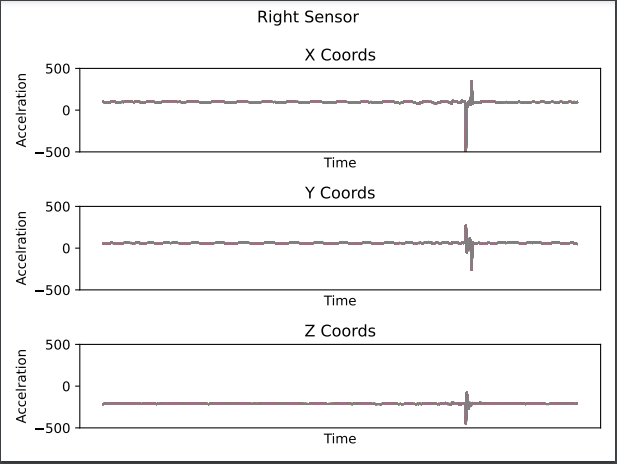 Right Sensor
X Coords
500
0
−500
Accelration
Time
Y Coords
500
0
−500
Accelration
Time
Z Coords
500
0
−500
Accelration
Time